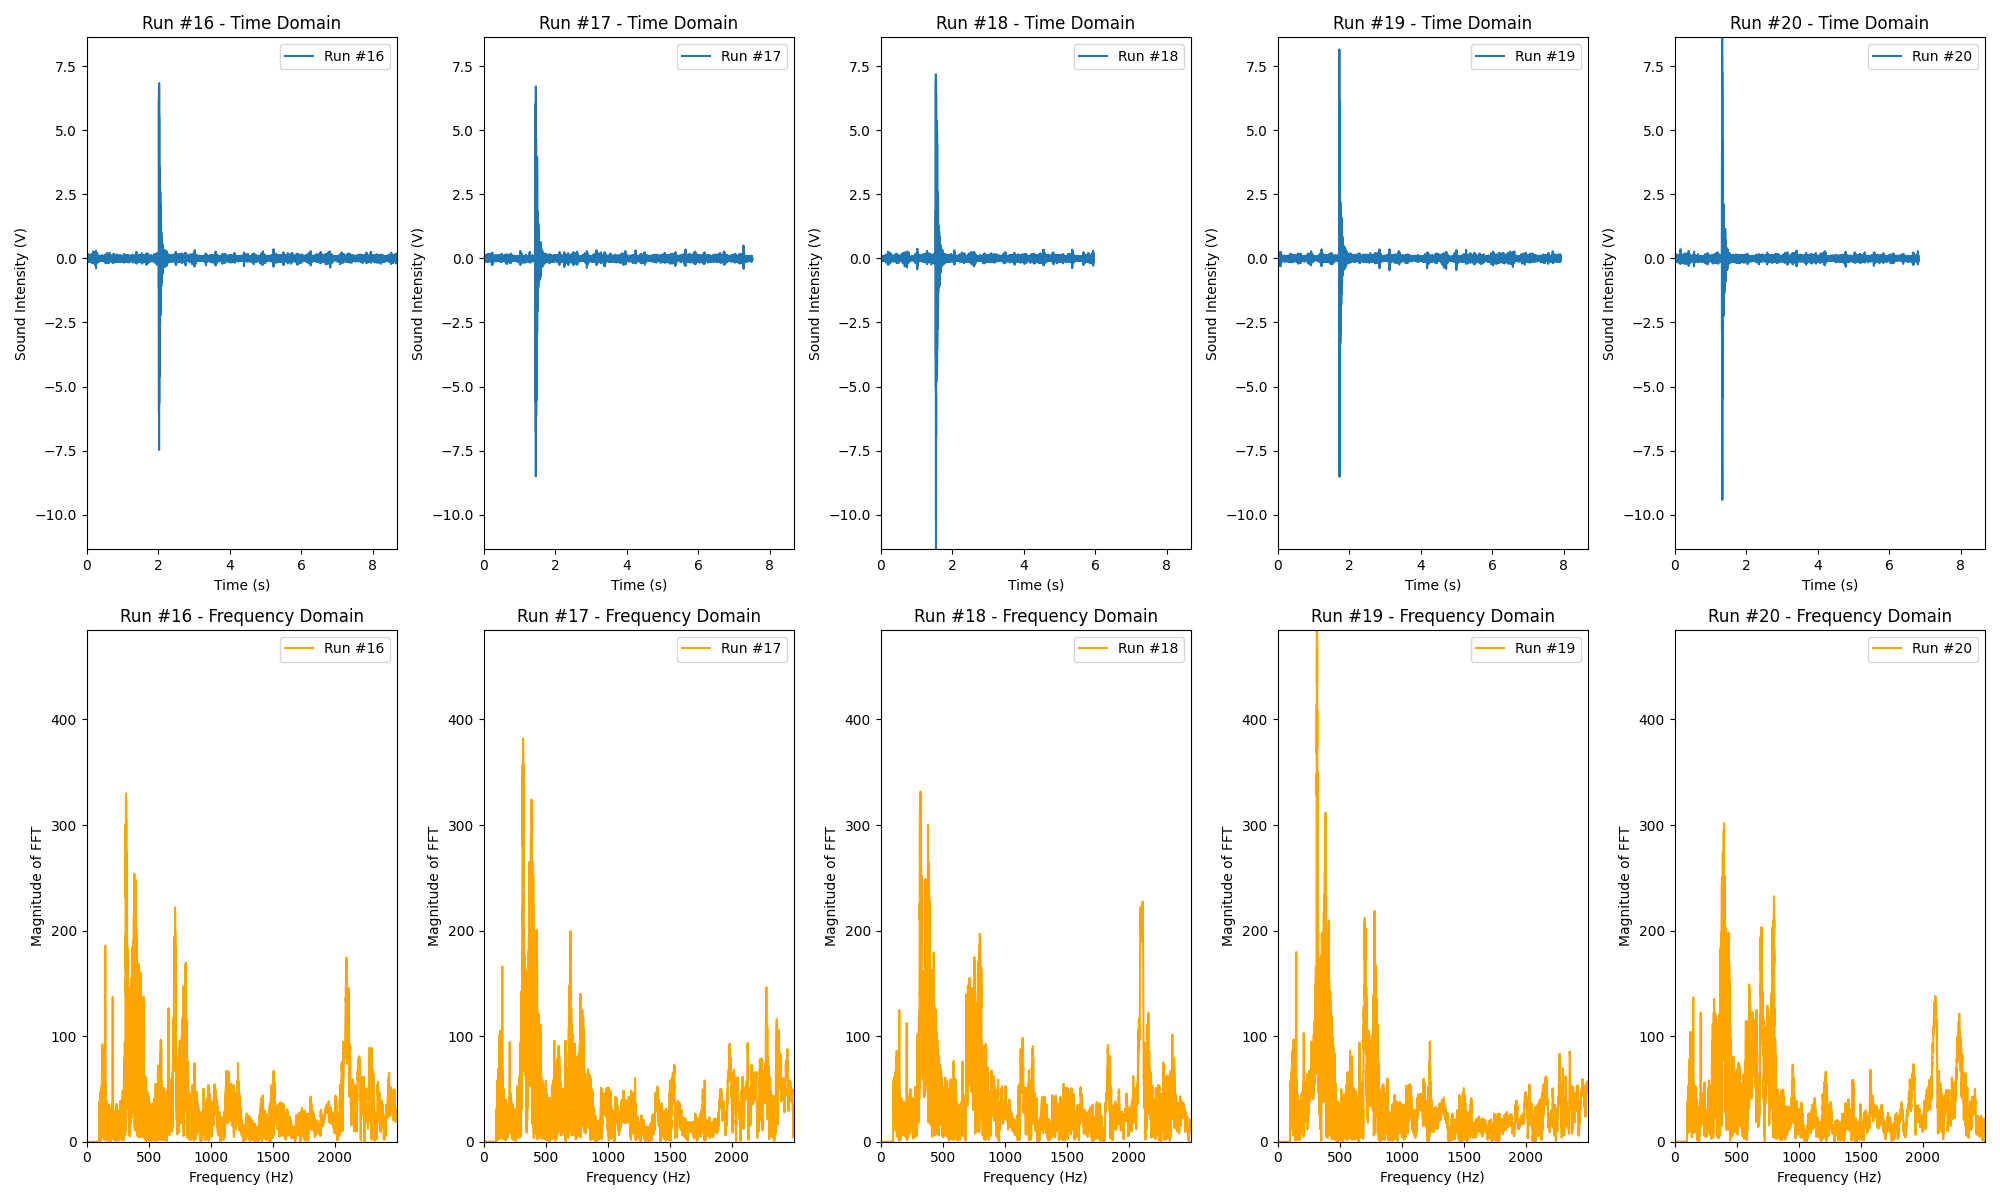 Run #16 - Time Domain
Run #17 - Time Domain
Run #18 - Time Domain
Run #19 - Time Domain
Run #20 - Time Domain
Run #16
Run #17
Run #18
Run #19
Run #20
7.5
5.0
2.5
0.0
−2.5
−5.0
−7.5
−10.0
Sound Intensity (V)
0 2 4 6 8
Time (s)
7.5
5.0
2.5
0.0
−2.5
−5.0
−7.5
−10.0
Sound Intensity (V)
0 2 4 6 8
Time (s)
7.5
5.0
2.5
0.0
−2.5
−5.0
−7.5
−10.0
Sound Intensity (V)
0 2 4 6 8
Time (s)
7.5
5.0
2.5
0.0
−2.5
−5.0
−7.5
−10.0
Sound Intensity (V)
0 2 4 6 8
Time (s)
7.5
5.0
2.5
0.0
−2.5
−5.0
−7.5
−10.0
Sound Intensity (V)
0 2 4 6 8
Time (s)
Run #16 - Frequency Domain
Run #17 - Frequency Domain
Run #18 - Frequency Domain
Run #19 - Frequency Domain
Run #20 - Frequency Domain
Run #16
Run #17
Run #18
Run #19
Run #20
400
300
200
100
0
Magnitude of FFT
0 500 1000 1500 2000
Frequency (Hz)
400
300
200
100
0
Magnitude of FFT
0 500 1000 1500 2000
Frequency (Hz)
400
300
200
100
0
Magnitude of FFT
0 500 1000 1500 2000
Frequency (Hz)
400
300
200
100
0
Magnitude of FFT
0 500 1000 1500 2000
Frequency (Hz)
400
300
200
100
0
Magnitude of FFT
0 500 1000 1500 2000
Frequency (Hz)